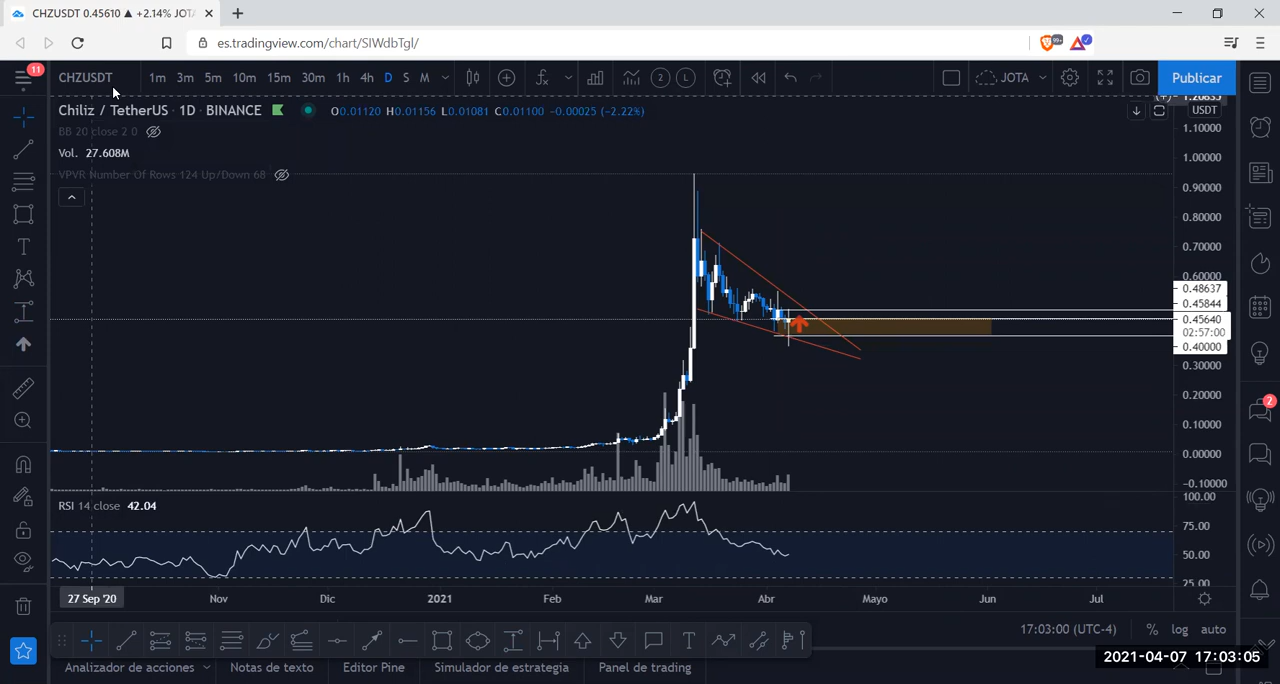 CHZUSDT 0.45610 ▲ +2.14% JOTA
es.tradingview.com/chart/SIWdbTgl/
99+
11
CHZUSDT 1m 3m 5m 10m 15m 30m 1h 4h D S M 2 L JOTA Publicar
Chiliz / TetherUS · 1D · BINANCE O0.01120 H0.01156 L0.01081 C0.01100 -0.00025 (-2.22%)
BB 20 close 2 0
Vol. 27.608M
VPVR Number Of Rows 124 Up/Down 68
1.20635
USDT
1.10000
1.00000
0.90000
0.80000
0.70000
0.60000
0.48637
0.45844
0.45640
02:57:00
0.40000
0.30000
0.20000
0.10000
0.00000
-0.10000
RSI 14 close 42.04
100.00
75.00
50.00
25.00
2
27 Sep '20 Nov Dic 2021 Feb Mar Abr Mayo Jun Jul
17:03:00 (UTC-4) % log auto
2021-04-07 17:03:05
Analizador de acciones Notas de texto Editor Pine Simulador de estrategia Panel de trading